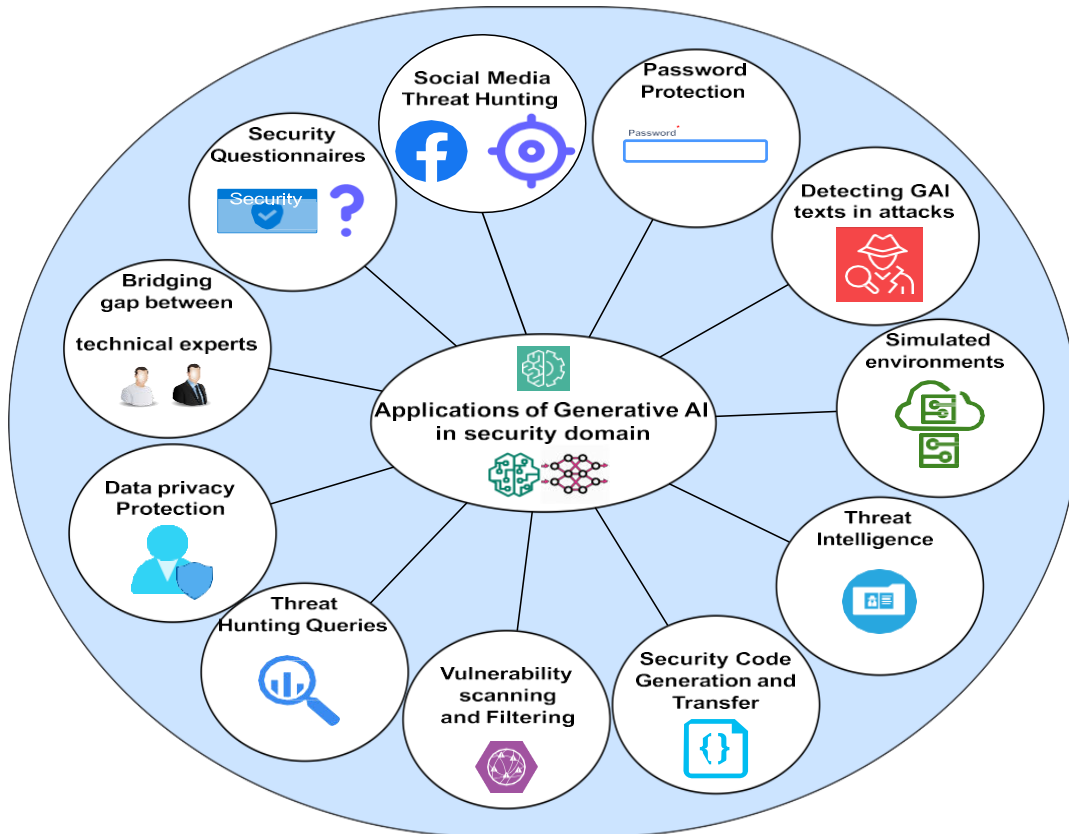 Social Media
Threat Hunting
Password
Protection
Password*
Security
Questionnaires
Security
?
Detecting GAI
texts in attacks
Bridging
gap between
technical experts
Simulated
environments
Applications of Generative AI
in security domain
Data privacy
Protection
Threat
Intelligence
Threat
Hunting Queries
Vulnerability
scanning
and Filtering
Security Code
Generation and
Transfer
{}